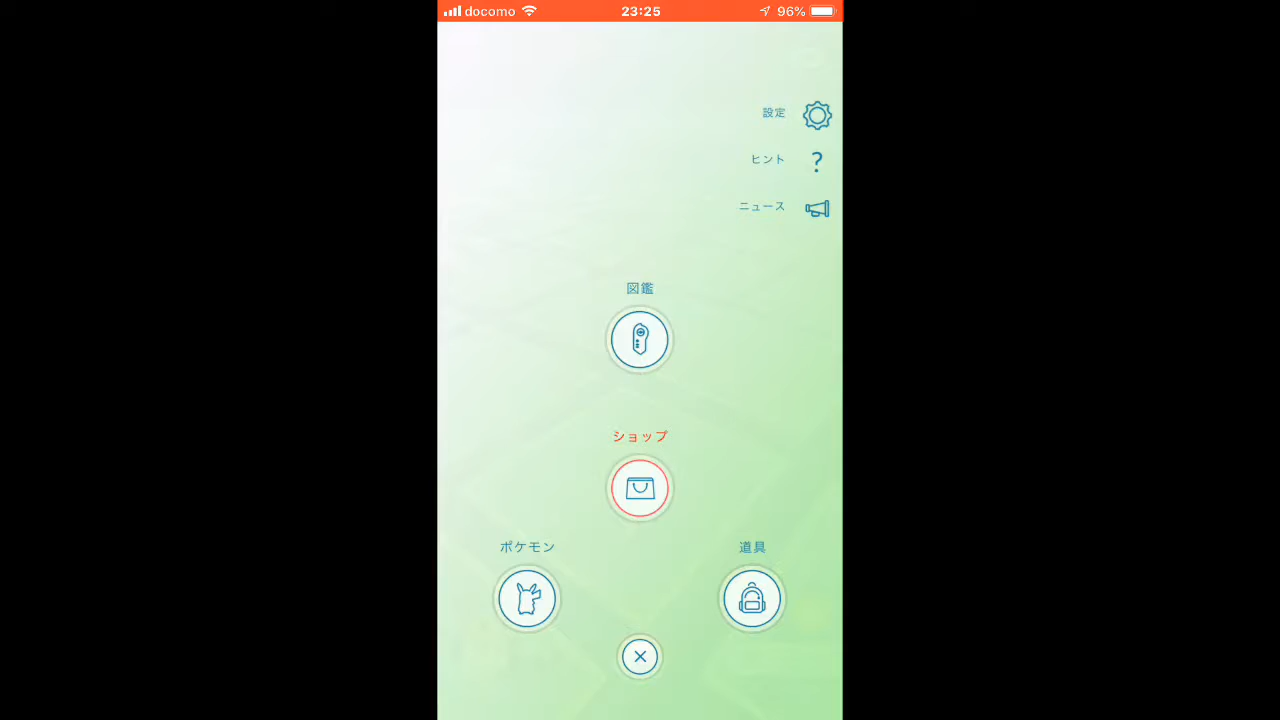 docomo 23:25 96%
設定
ヒント ?
ニュース
図鑑
ショップ
ポケモン 道具